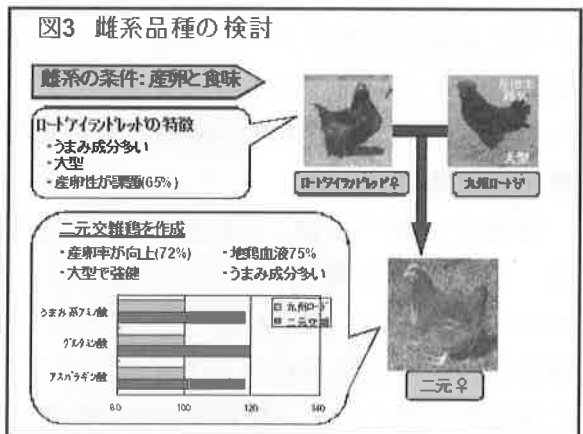 図3 雌系品種の検討
雌系の条件:産卵と食味
ロードアイランドレッドの特徴
・うまみ成分多い
・大型
・産卵性が課題(65%)
大型
ロードアイランドレッド♀
九州ロード♂
二元交雑鶏を作成
・産卵率が向上(72%)
・地鶏血液75%
・大型で強健
・うまみ成分多い
うまみ系アミノ酸
グルタミン酸
アスパラギン酸
九州ロード
二元交雑
80 100 120 140
二元♀